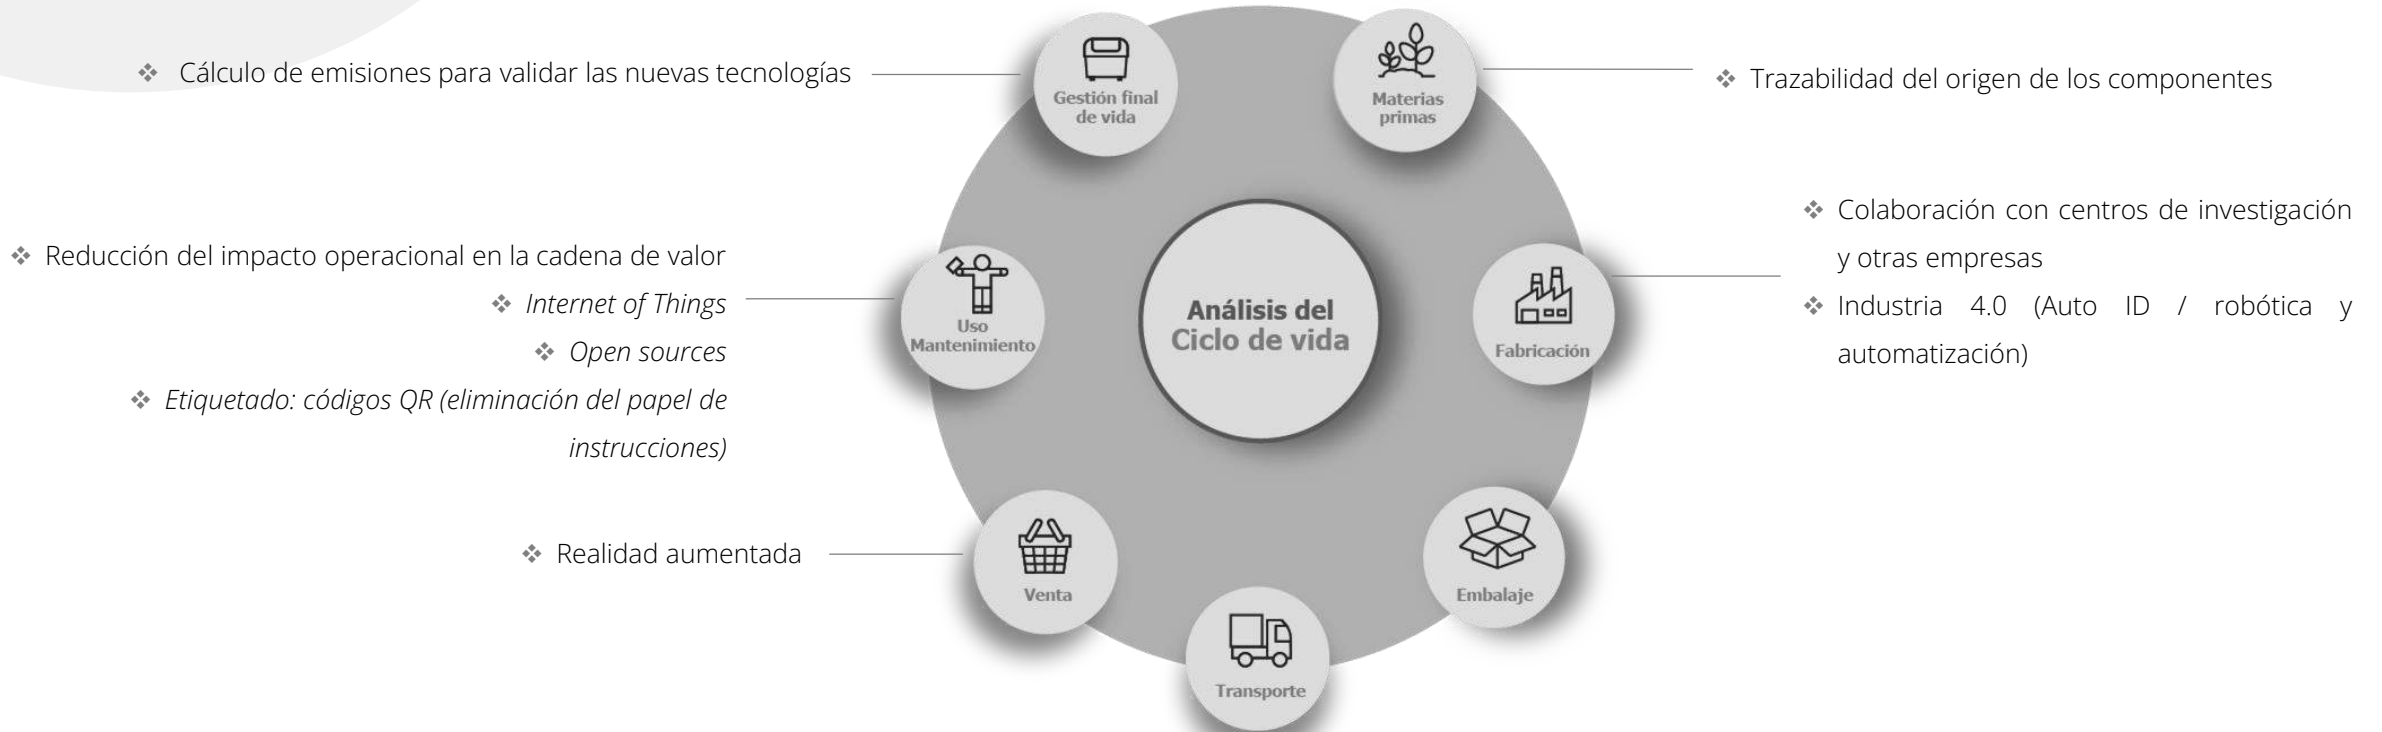 ❖ Cálculo de emisiones para validar las nuevas tecnologías
Gestión final
de vida
Materias
primas
❖ Trazabilidad del origen de los componentes
❖ Colaboración con centros de investigación
y otras empresas
❖ Industria 4.0 (Auto ID / robótica y
automatización)
❖ Reducción del impacto operacional en la cadena de valor
❖ Internet of Things
❖ Open sources
❖ Etiquetado: códigos QR (eliminación del papel de
instrucciones)
Uso
Mantenimiento
Análisis del
Ciclo de vida
Fabricación
❖ Realidad aumentada
Venta
Embalaje
Transporte